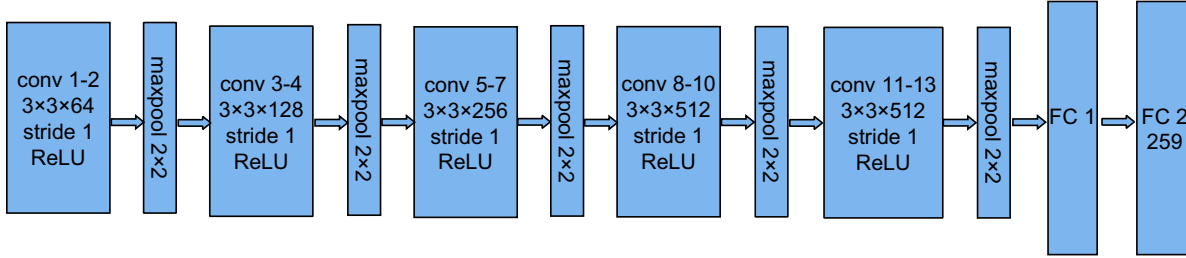 conv 1-2
3×3×64
stride 1
ReLU
maxpool 2×2
conv 3-4
3×3×128
stride 1
ReLU
maxpool 2×2
conv 5-7
3×3×256
stride 1
ReLU
maxpool 2×2
conv 8-10
3×3×512
stride 1
ReLU
maxpool 2×2
conv 11-13
3×3×512
stride 1
ReLU
maxpool 2×2
FC 1
FC 2
259